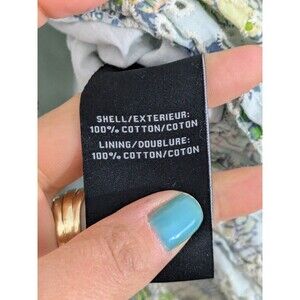 SHELL/EXTERIEUR:
100% COTTON/COTON
LINING/DOUBLURE:
100% COTTON/COTON